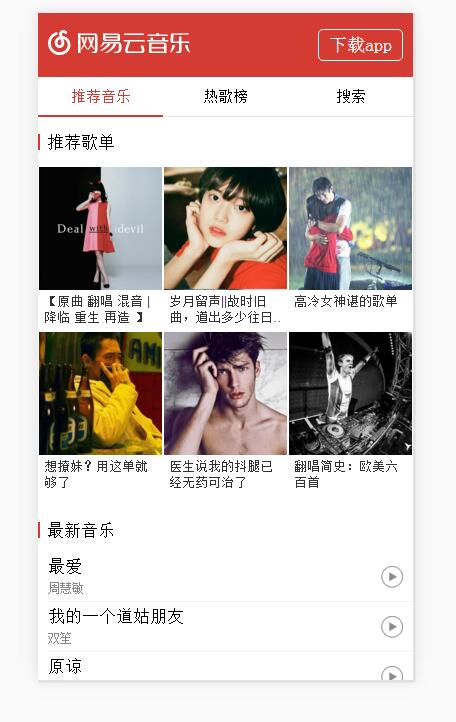 网易云音乐
下载app
推荐音乐 热歌榜 搜索
推荐歌单
Deal with devil
【原曲 翻唱 混音 |
降临 重生 再造 】
岁月留声||故时旧
曲，道出多少往日..
高冷女神谌的歌单
想撩妹？用这单就
够了
医生说我的抖腿已
经无药可治了
翻唱简史：欧美六
百首
最新音乐
最爱
周慧敏
我的一个道姑朋友
双笙
原谅